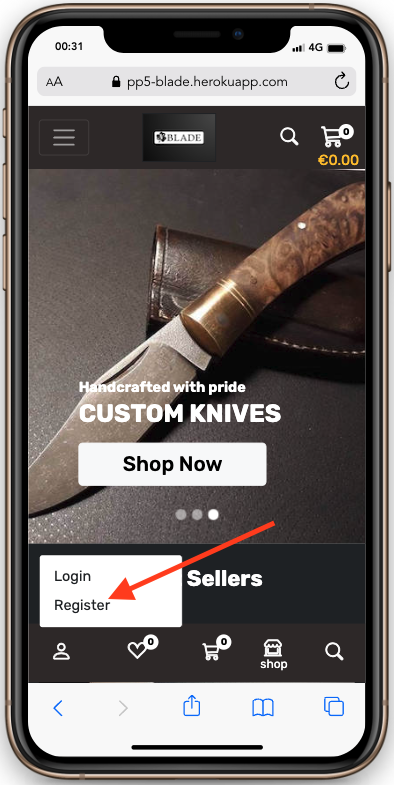 00:31
4G
AA
pp5-blade.herokuapp.com
BLADE
0
€0.00
Handcrafted with pride
CUSTOM KNIVES
Shop Now
Login
Sellers
Register
0
0
shop